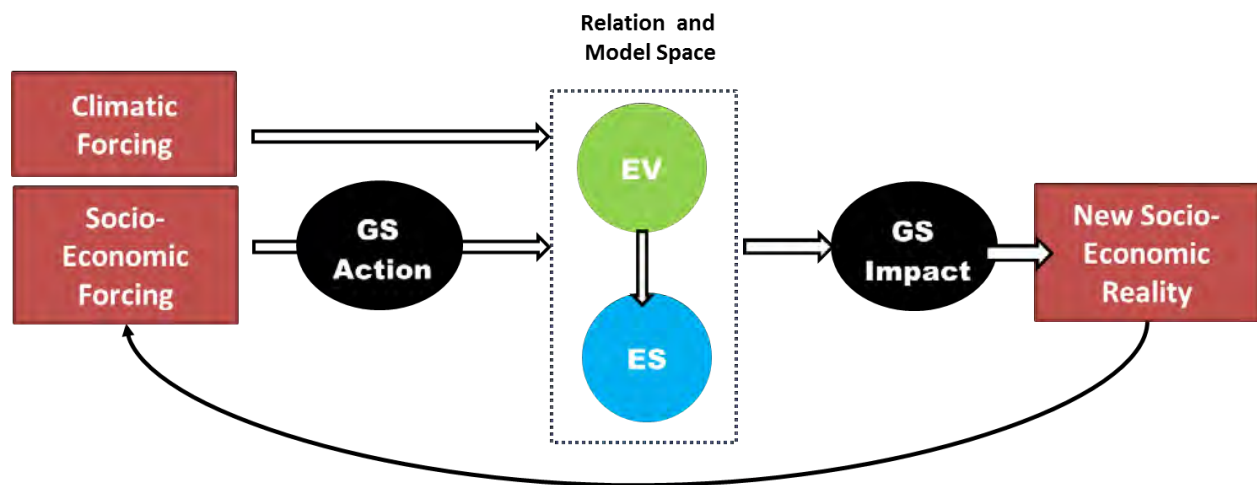 Relation and
Model Space
Climatic
Forcing
EV
Socio-
Economic
Forcing
GS
Action
GS
Impact
New Socio-
Economic
Reality
ES